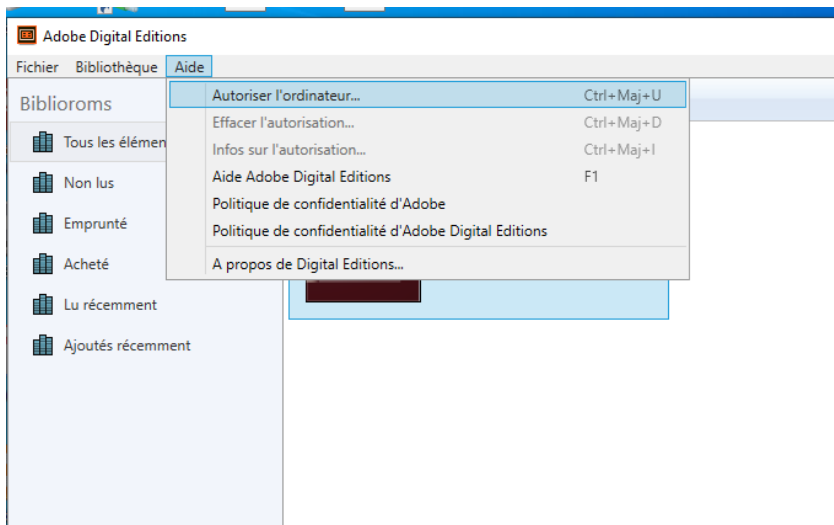 Adobe Digital Editions
Fichier Bibliothèque Aide
Biblioroms
Tous les élémen
Non lus
Emprunté
Acheté
Lu récemment
Ajoutés récemment
Autoriser l'ordinateur... Ctrl+Maj+U
Effacer l'autorisation... Ctrl+Maj+D
Infos sur l'autorisation... Ctrl+Maj+I
Aide Adobe Digital Editions F1
Politique de confidentialité d'Adobe
Politique de confidentialité d'Adobe Digital Editions
A propos de Digital Editions...